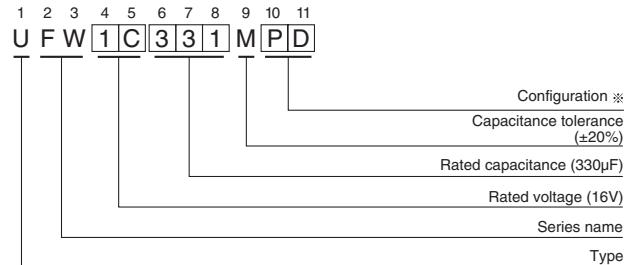 1 2 3 4 5 6 7 8 9 10 11
U F W 1 C 3 3 1 M P D
Configuration ※
Capacitance tolerance
(±20%)
Rated capacitance (330µF)
Rated voltage (16V)
Series name
Type